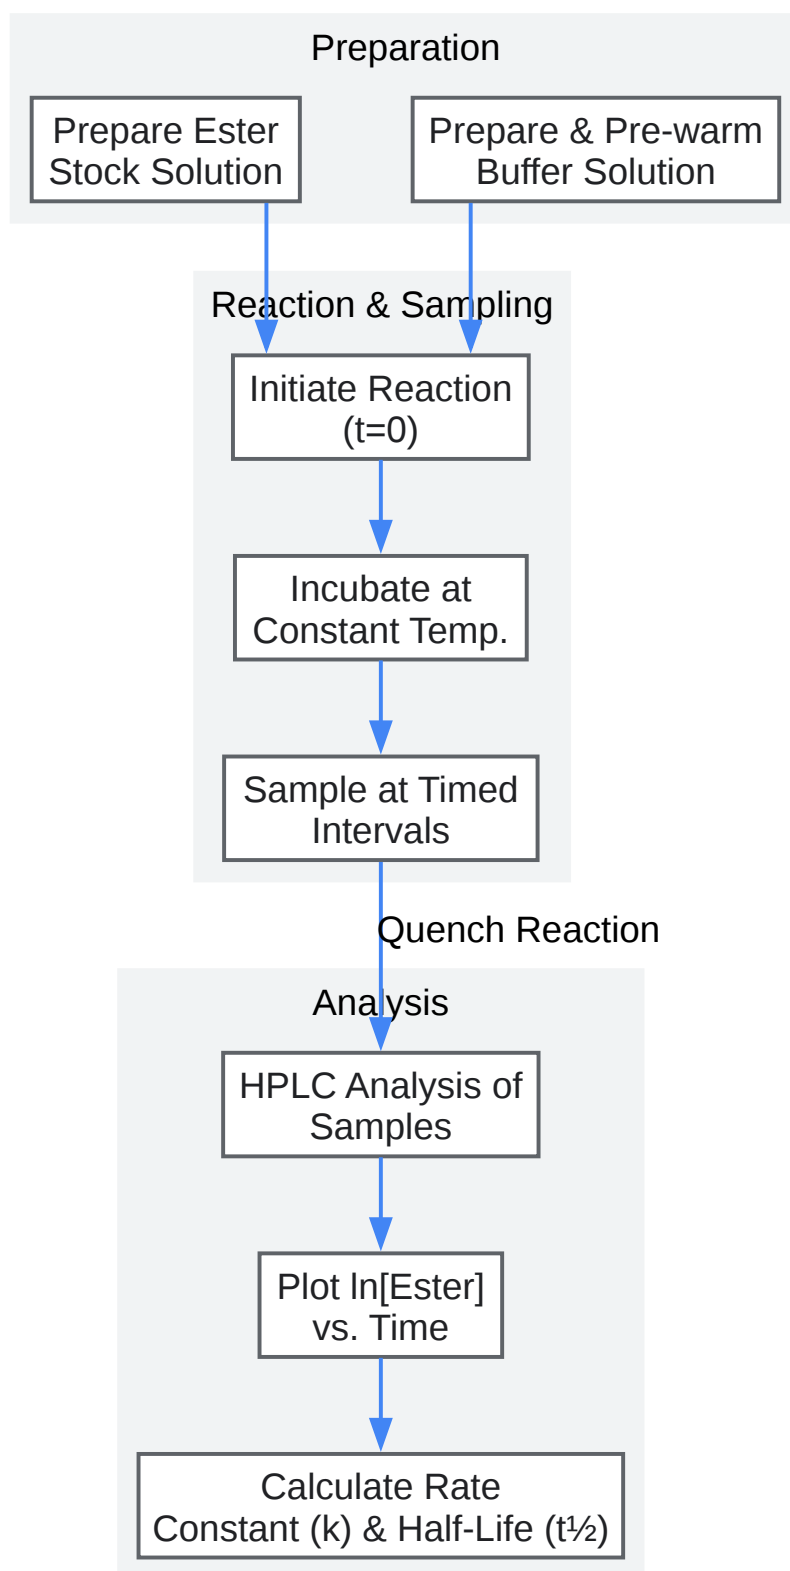 Preparation
Prepare Ester
Stock Solution
Prepare & Pre-warm
Buffer Solution
Reaction & Sampling
Initiate Reaction
(t=0)
Incubate at
Constant Temp.
Sample at Timed
Intervals
Quench Reaction
Analysis
HPLC Analysis of
Samples
Plot ln[Ester]
vs. Time
Calculate Rate
Constant (k) & Half-Life (t½)